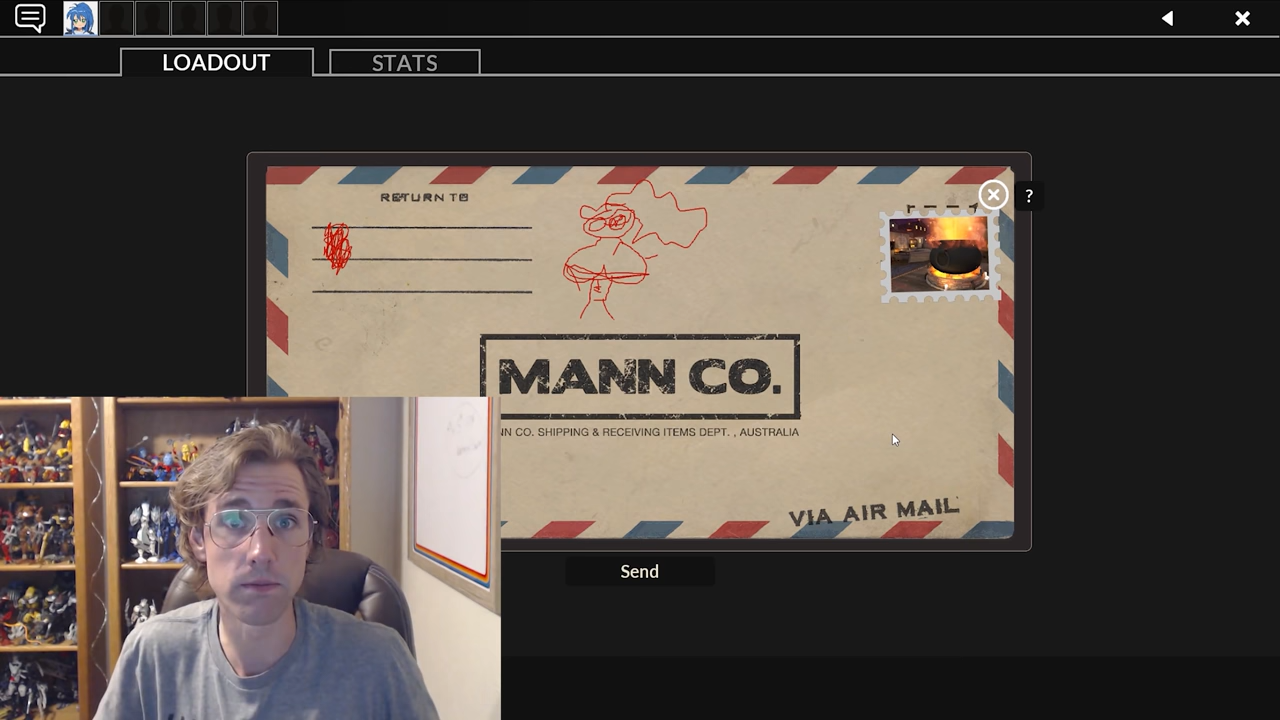 LOADOUT
STATS
RETURN TO
?
MANN CO.
NN CO. SHIPPING & RECEIVING ITEMS DEPT. , AUSTRALIA
VIA AIR MAIL
Send